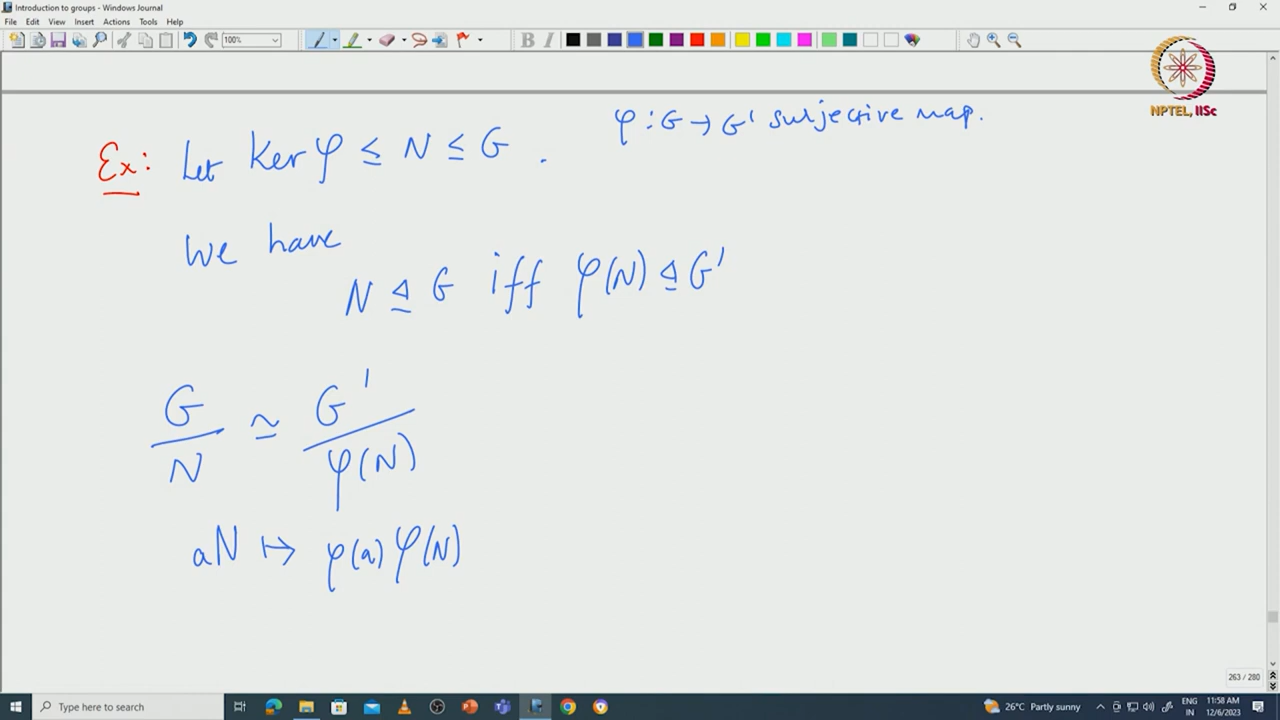 Introduction to groups - Windows Journal
File Edit View Insert Actions Tools Help
100%
NPTEL, IISc
φ : G → G' surjective map.
Ex: Let Ker φ ≤ N ≤ G .
We have
N ⊴ G iff φ(N) ⊴ G'
G/N ≃ G'/φ(N)
aN ↦ φ(a) φ(N)
263 / 280
Type here to search
26°C Partly sunny
ENG
IN
11:58 AM
12/6/2023